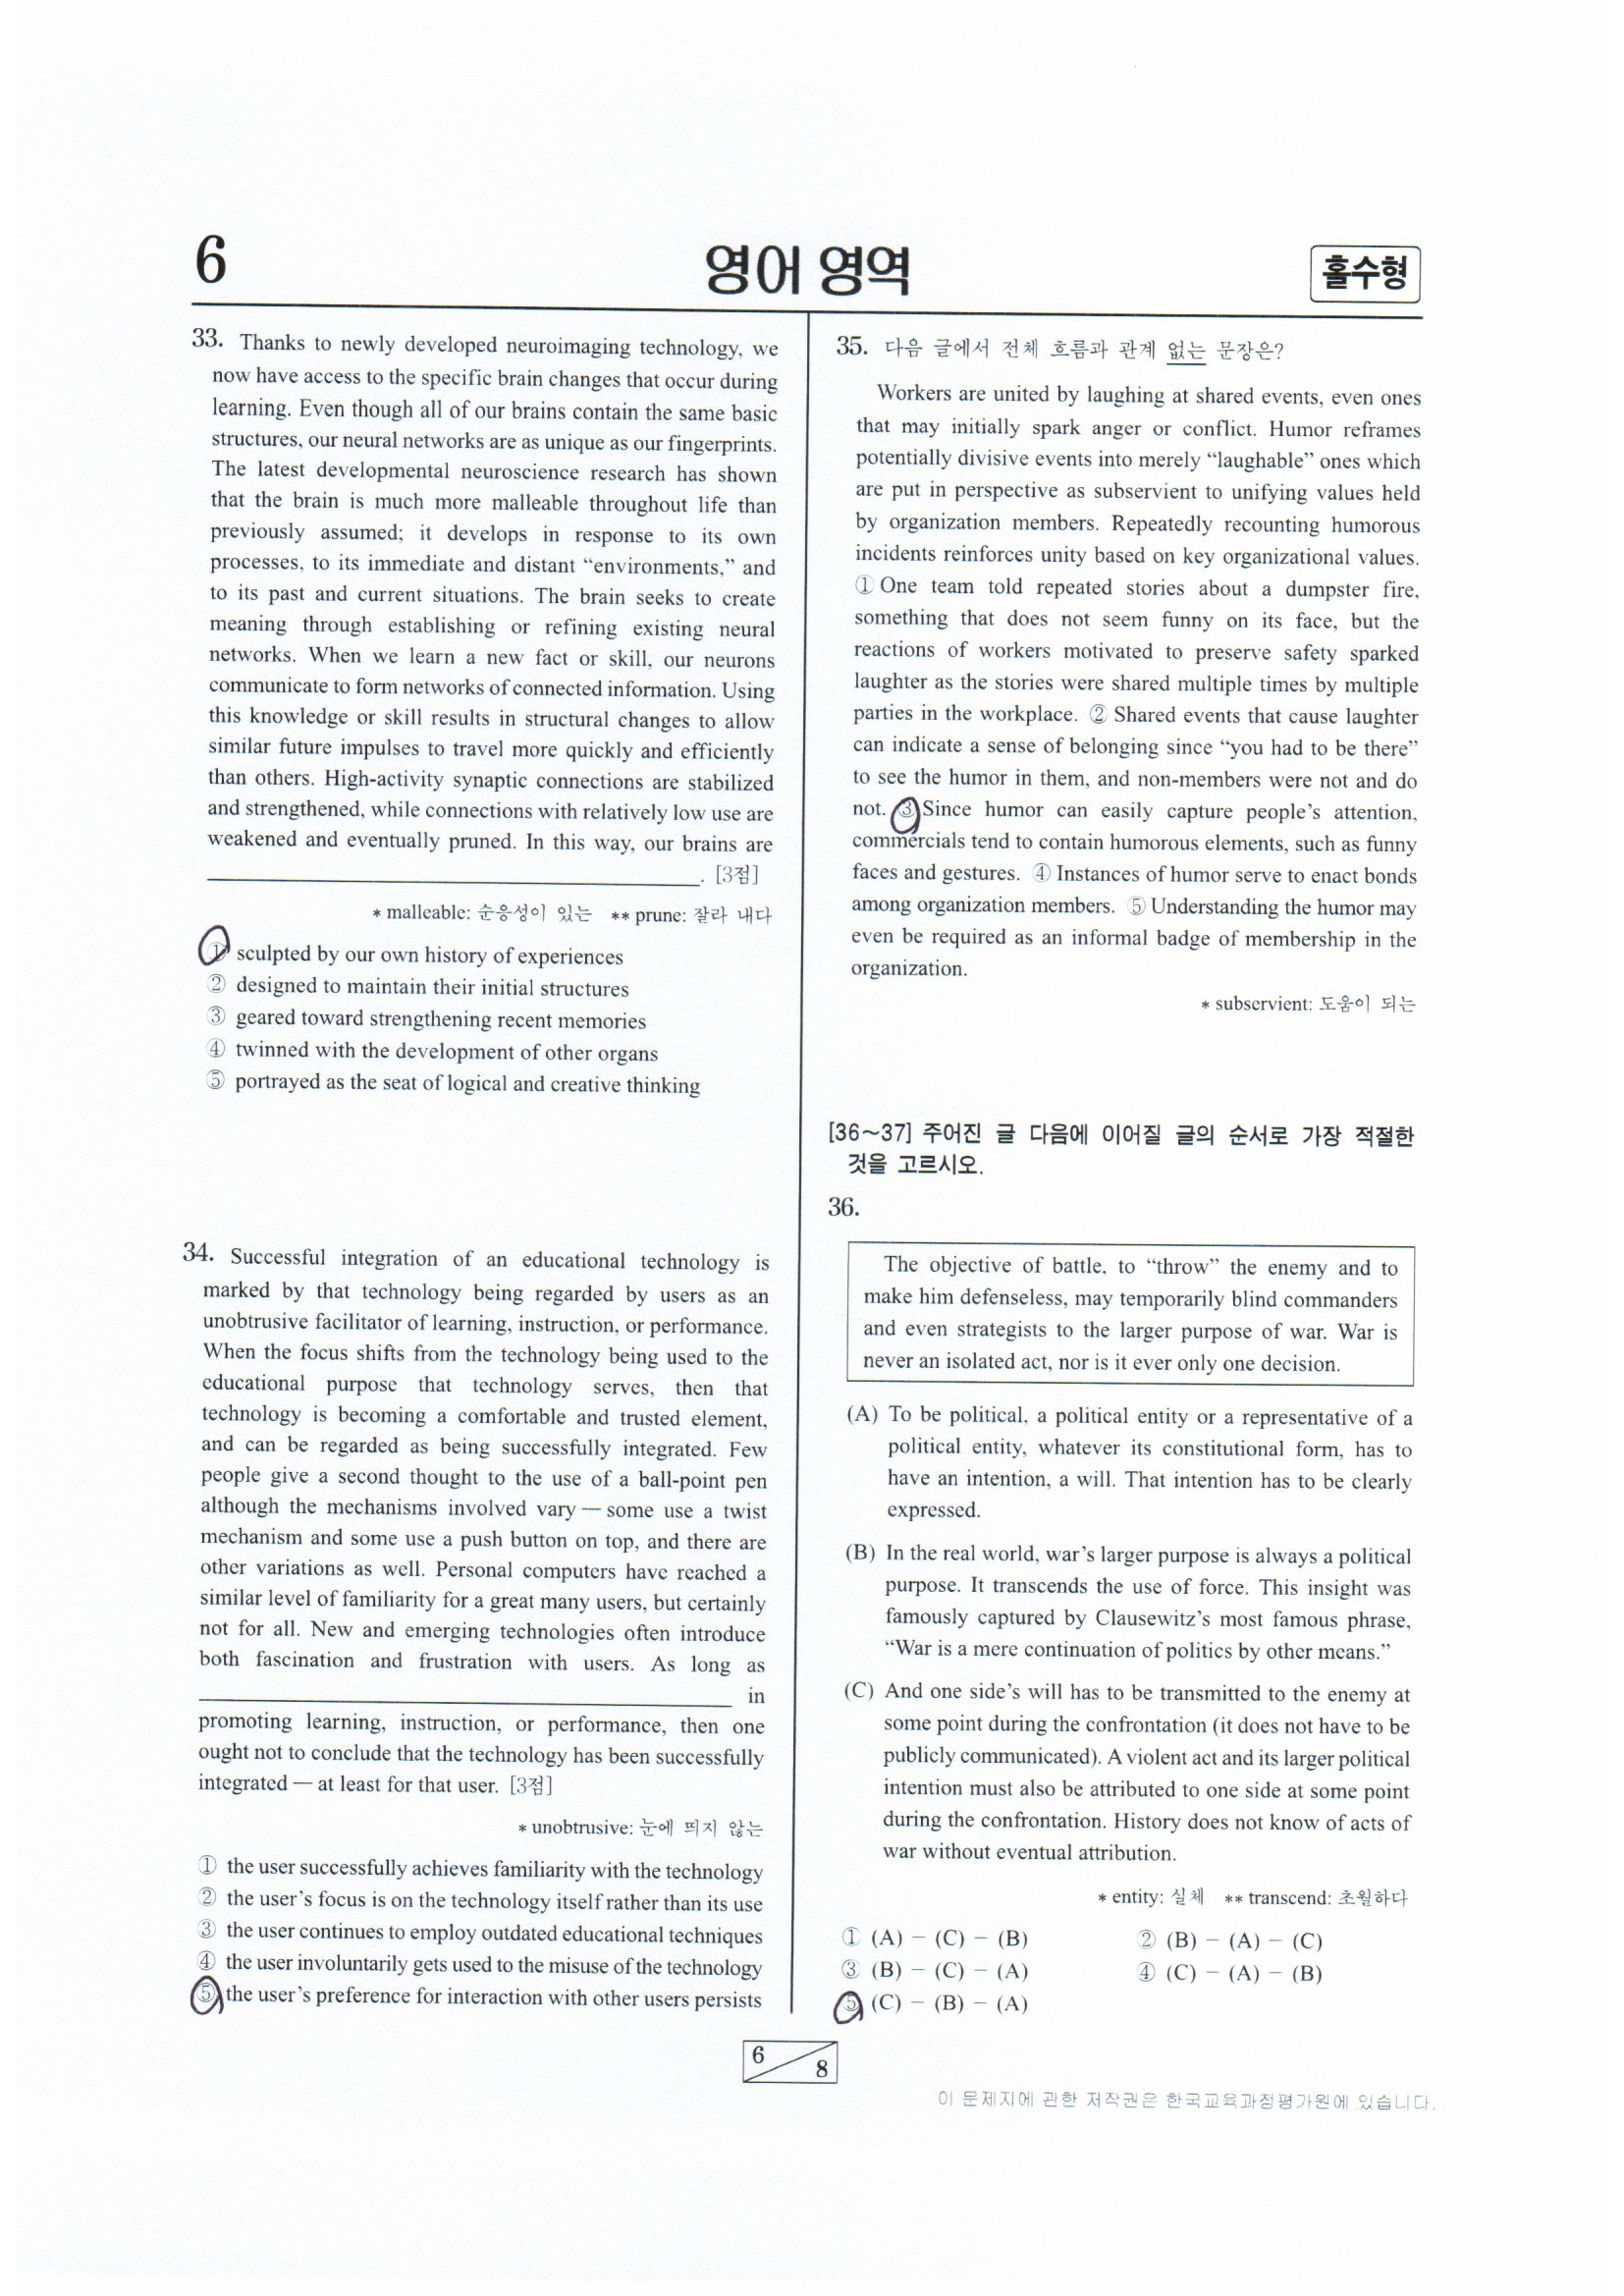 6
영어 영역
홀수형
33. Thanks to newly developed neuroimaging technology, we
now have access to the specific brain changes that occur during
learning. Even though all of our brains contain the same basic
structures, our neural networks are as unique as our fingerprints.
The latest developmental neuroscience research has shown
that the brain is much more malleable throughout life than
previously assumed; it develops in response to its own
processes, to its immediate and distant “environments,” and
to its past and current situations. The brain seeks to create
meaning through establishing or refining existing neural
networks. When we learn a new fact or skill, our neurons
communicate to form networks of connected information. Using
this knowledge or skill results in structural changes to allow
similar future impulses to travel more quickly and efficiently
than others. High-activity synaptic connections are stabilized
and strengthened, while connections with relatively low use are
weakened and eventually pruned. In this way, our brains are
. [3점]
* malleable: 순응성이 있는 ** prune: 잘라 내다
① sculpted by our own history of experiences
② designed to maintain their initial structures
③ geared toward strengthening recent memories
④ twinned with the development of other organs
⑤ portrayed as the seat of logical and creative thinking
34. Successful integration of an educational technology is
marked by that technology being regarded by users as an
unobtrusive facilitator of learning, instruction, or performance.
When the focus shifts from the technology being used to the
educational purpose that technology serves, then that
technology is becoming a comfortable and trusted element,
and can be regarded as being successfully integrated. Few
people give a second thought to the use of a ball-point pen
although the mechanisms involved vary — some use a twist
mechanism and some use a push button on top, and there are
other variations as well. Personal computers have reached a
similar level of familiarity for a great many users, but certainly
not for all. New and emerging technologies often introduce
both fascination and frustration with users. As long as
in
promoting learning, instruction, or performance, then one
ought not to conclude that the technology has been successfully
integrated — at least for that user. [3점]
* unobtrusive: 눈에 띄지 않는
① the user successfully achieves familiarity with the technology
② the user’s focus is on the technology itself rather than its use
③ the user continues to employ outdated educational techniques
④ the user involuntarily gets used to the misuse of the technology
⑤ the user’s preference for interaction with other users persists
35. 다음 글에서 전체 흐름과 관계 없는 문장은?
Workers are united by laughing at shared events, even ones
that may initially spark anger or conflict. Humor reframes
potentially divisive events into merely “laughable” ones which
are put in perspective as subservient to unifying values held
by organization members. Repeatedly recounting humorous
incidents reinforces unity based on key organizational values.
① One team told repeated stories about a dumpster fire,
something that does not seem funny on its face, but the
reactions of workers motivated to preserve safety sparked
laughter as the stories were shared multiple times by multiple
parties in the workplace. ② Shared events that cause laughter
can indicate a sense of belonging since “you had to be there”
to see the humor in them, and non-members were not and do
not. ③ Since humor can easily capture people’s attention,
commercials tend to contain humorous elements, such as funny
faces and gestures. ④ Instances of humor serve to enact bonds
among organization members. ⑤ Understanding the humor may
even be required as an informal badge of membership in the
organization.
* subservient: 도움이 되는
[36~37] 주어진 글 다음에 이어질 글의 순서로 가장 적절한
것을 고르시오.
36.
The objective of battle, to “throw” the enemy and to
make him defenseless, may temporarily blind commanders
and even strategists to the larger purpose of war. War is
never an isolated act, nor is it ever only one decision.
(A) To be political, a political entity or a representative of a
political entity, whatever its constitutional form, has to
have an intention, a will. That intention has to be clearly
expressed.
(B) In the real world, war’s larger purpose is always a political
purpose. It transcends the use of force. This insight was
famously captured by Clausewitz’s most famous phrase,
“War is a mere continuation of politics by other means.”
(C) And one side’s will has to be transmitted to the enemy at
some point during the confrontation (it does not have to be
publicly communicated). A violent act and its larger political
intention must also be attributed to one side at some point
during the confrontation. History does not know of acts of
war without eventual attribution.
* entity: 실체 ** transcend: 초월하다
① (A) − (C) − (B) ② (B) − (A) − (C)
③ (B) − (C) − (A) ④ (C) − (A) − (B)
⑤ (C) − (B) − (A)
6
8
이 문제지에 관한 저작권은 한국교육과정평가원에 있습니다.